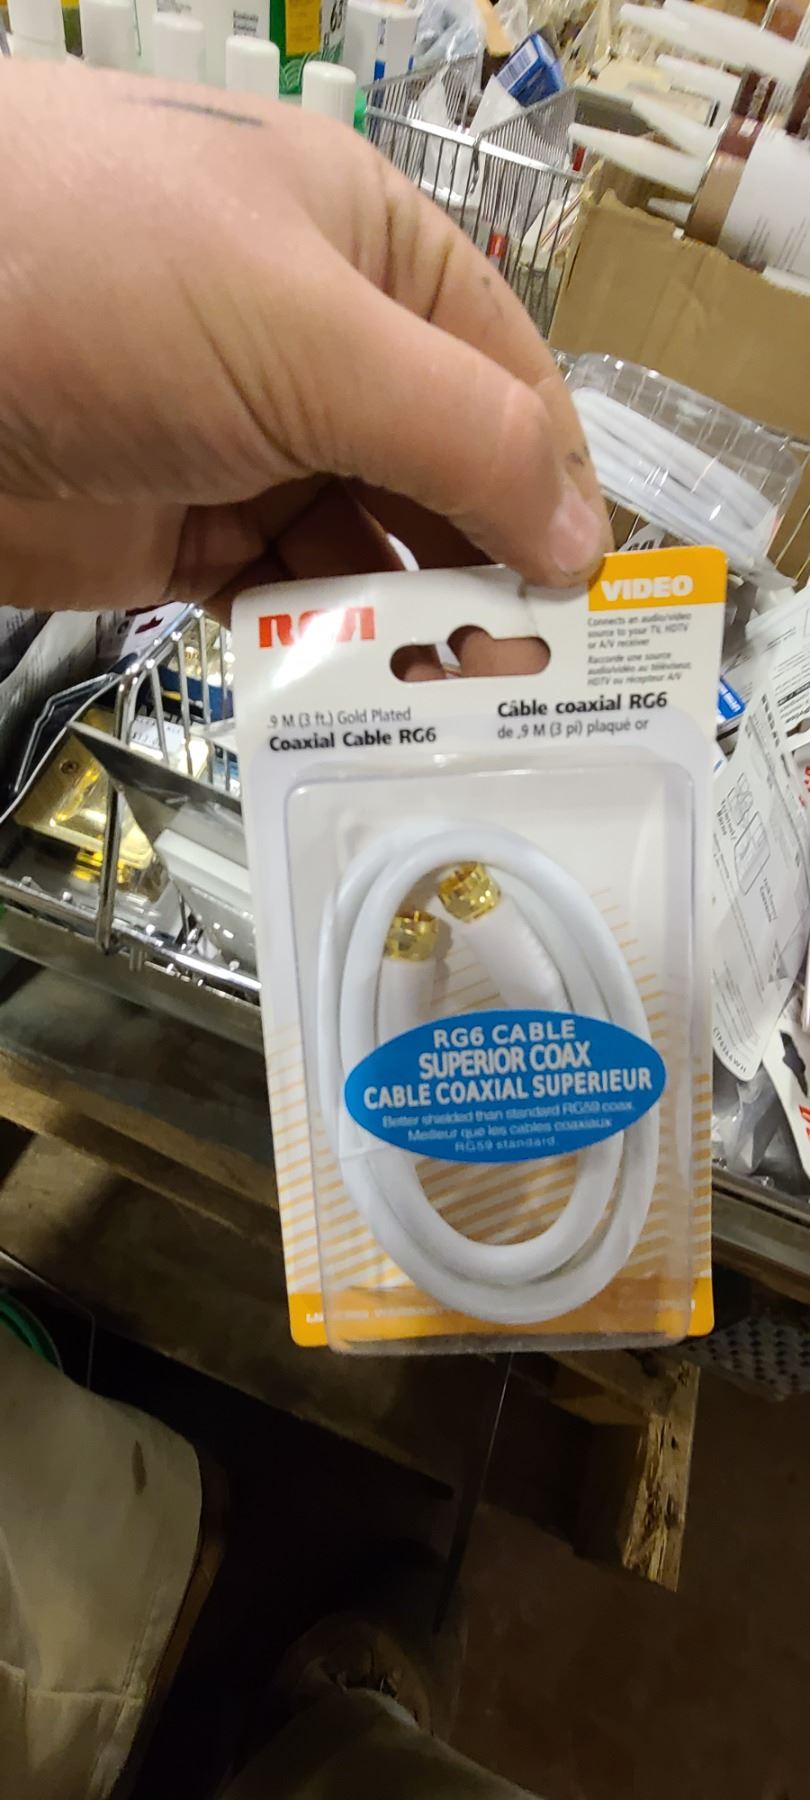 RCA
VIDEO
Connects an audio/video
source to your TV, HDTV
or A/V receiver
Raccorde une source
audio/vidéo au téléviseur,
HDTV ou récepteur A/V
.9 M (3 ft.) Gold Plated
Coaxial Cable RG6
Câble coaxial RG6
de ,9 M (3 pi) plaqué or
RG6 CABLE
SUPERIOR COAX
CABLE COAXIAL SUPERIEUR
Better shielded than standard RG59 coax.
Meilleur que les cables coaxiaux
RG59 standard.